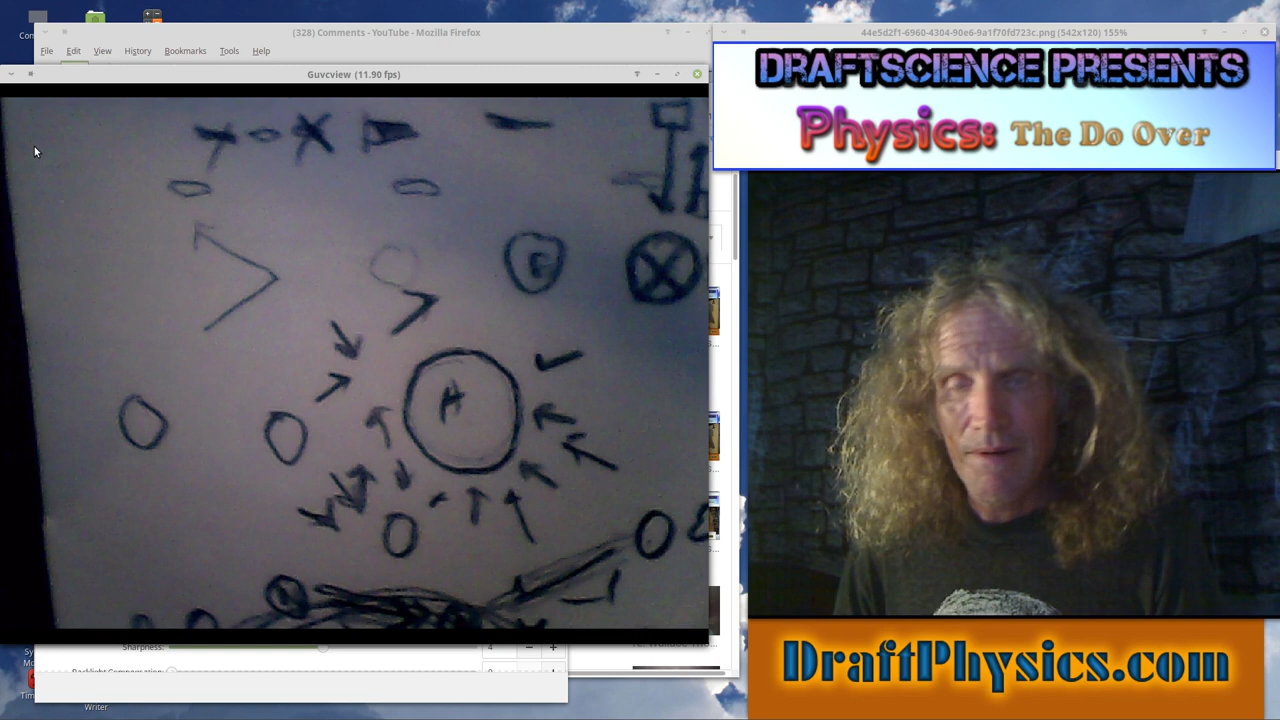 (328) Comments - YouTube - Mozilla Firefox
44e5d2f1-6960-4304-90e6-9a1f70fd723c.png (542x120) 155%
File Edit View History Bookmarks Tools Help
Guvcview (11.90 fps)
DRAFTSCIENCE PRESENTS
Physics: The Do Over
E
A
Sharpness:
4
Writer
DraftPhysics.com